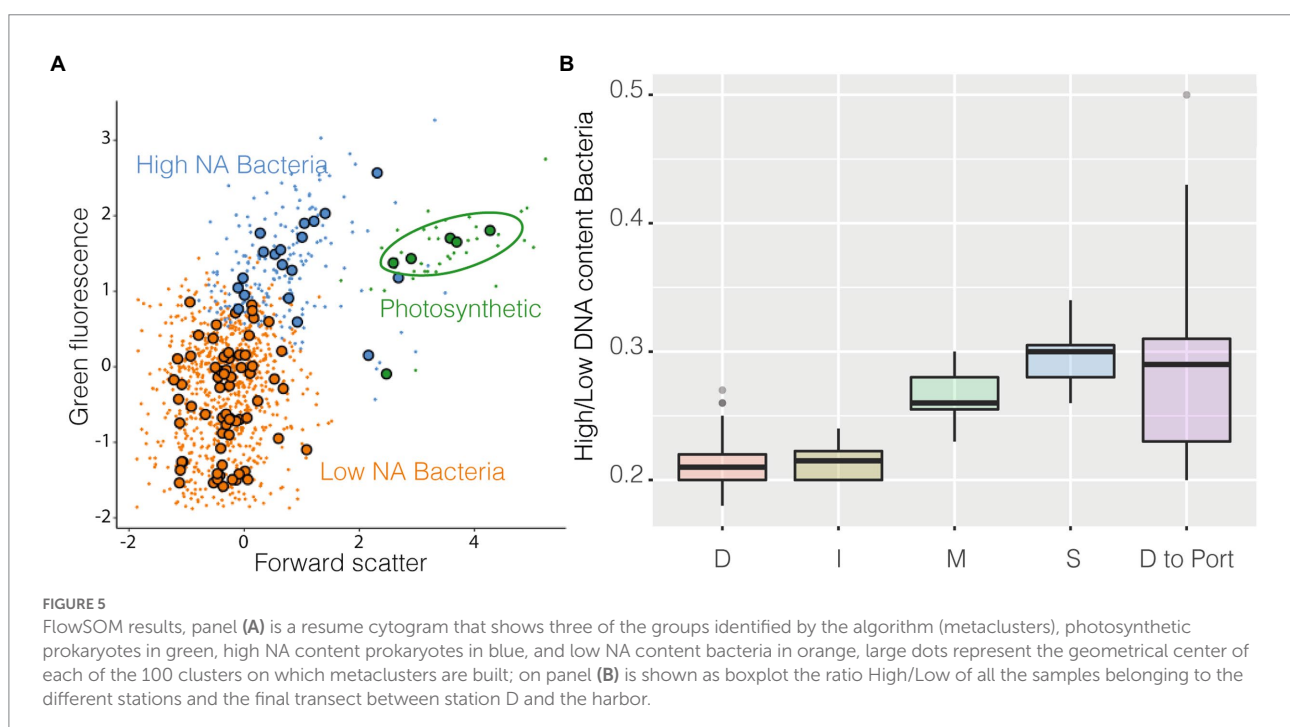 A
High NA Bacteria
Photosynthetic
Low NA Bacteria
Green fluorescence
3
2
1
0
-1
-2
-2
0
2
4
Forward scatter
B
High/Low DNA content Bacteria
0.5
0.4
0.3
0.2
D
I
M
S
D to Port
FIGURE 5
FlowSOM results, panel (A) is a resume cytogram that shows three of the groups identified by the algorithm (metaclusters), photosynthetic
prokaryotes in green, high NA content prokaryotes in blue, and low NA content bacteria in orange, large dots represent the geometrical center of
each of the 100 clusters on which metaclusters are built; on panel (B) is shown as boxplot the ratio High/Low of all the samples belonging to the
different stations and the final transect between station D and the harbor.